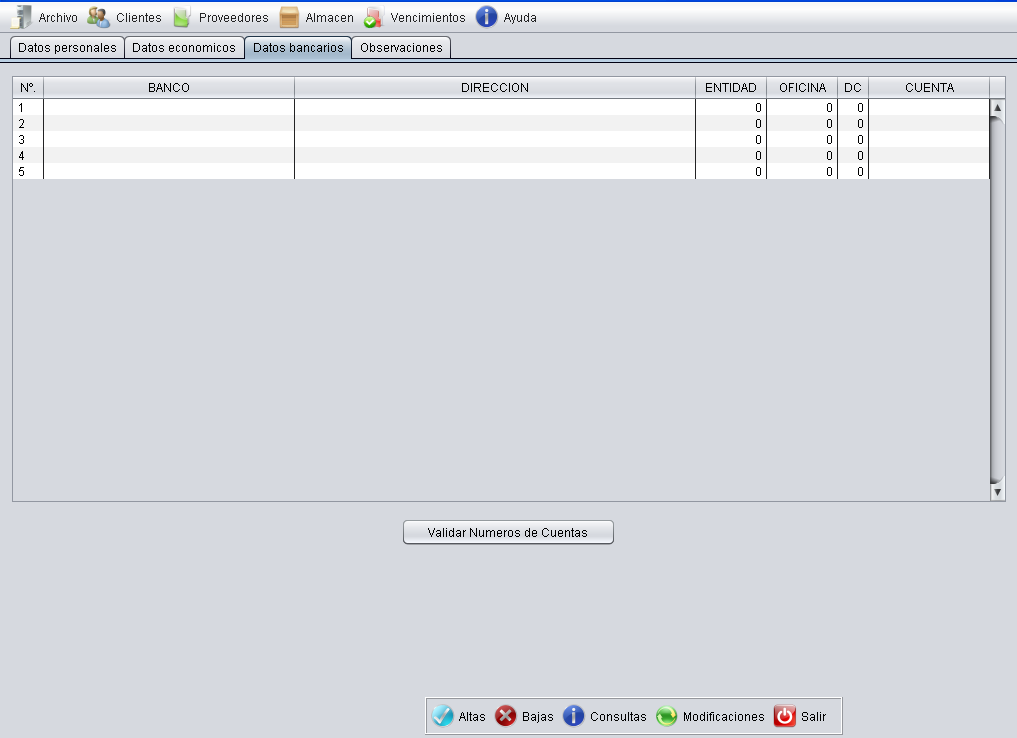 Archivo Clientes Proveedores Almacen Vencimientos Ayuda
Datos personales Datos economicos Datos bancarios Observaciones
Nº. BANCO DIRECCION ENTIDAD OFICINA DC CUENTA
1 0 0 0
2 0 0 0
3 0 0 0
4 0 0 0
5 0 0 0
Validar Numeros de Cuentas
Altas Bajas Consultas Modificaciones Salir